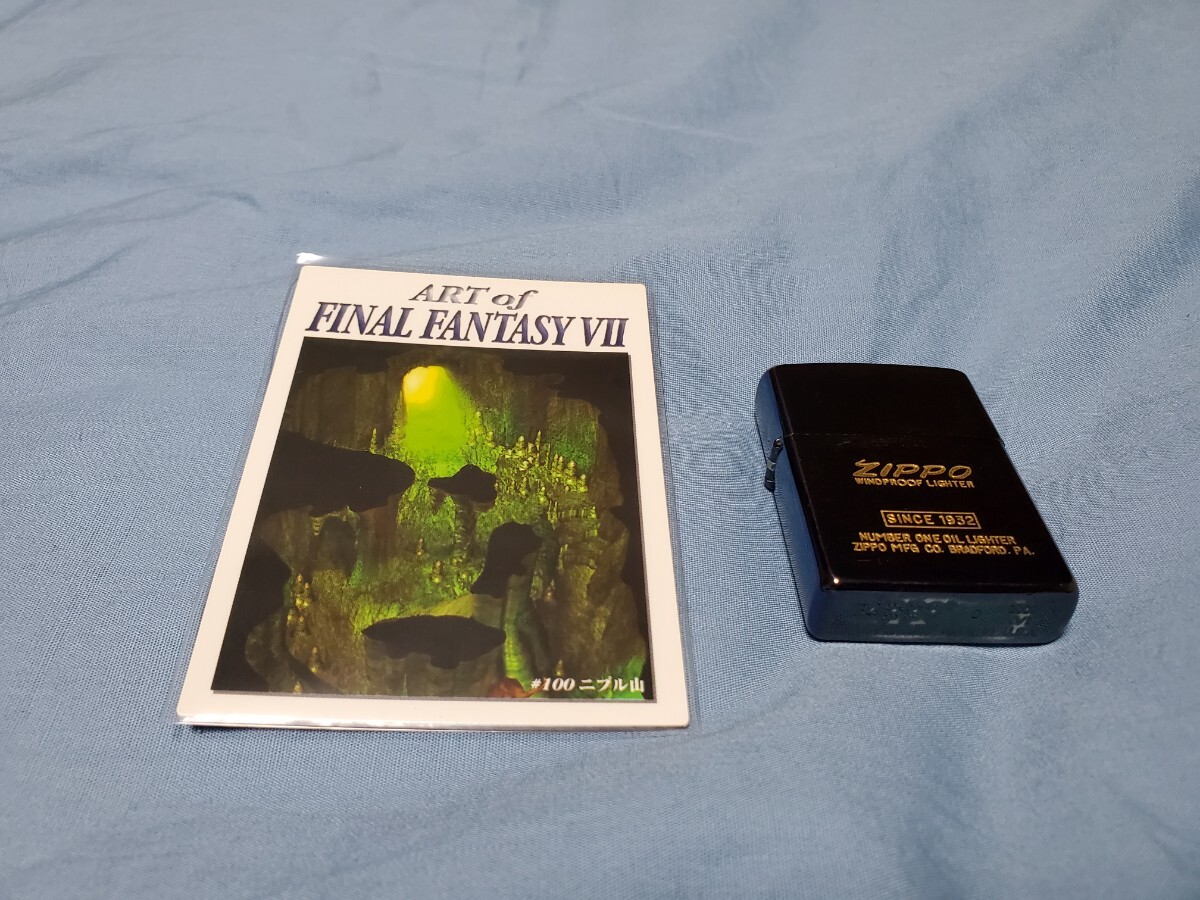 ART of
FINAL FANTASY VII
#100 ニブル山
ZIPPO
WINDPROOF LIGHTER
SINCE 1932
NUMBER ONE OIL LIGHTER
ZIPPO MFG CO. BRADFORD. PA.